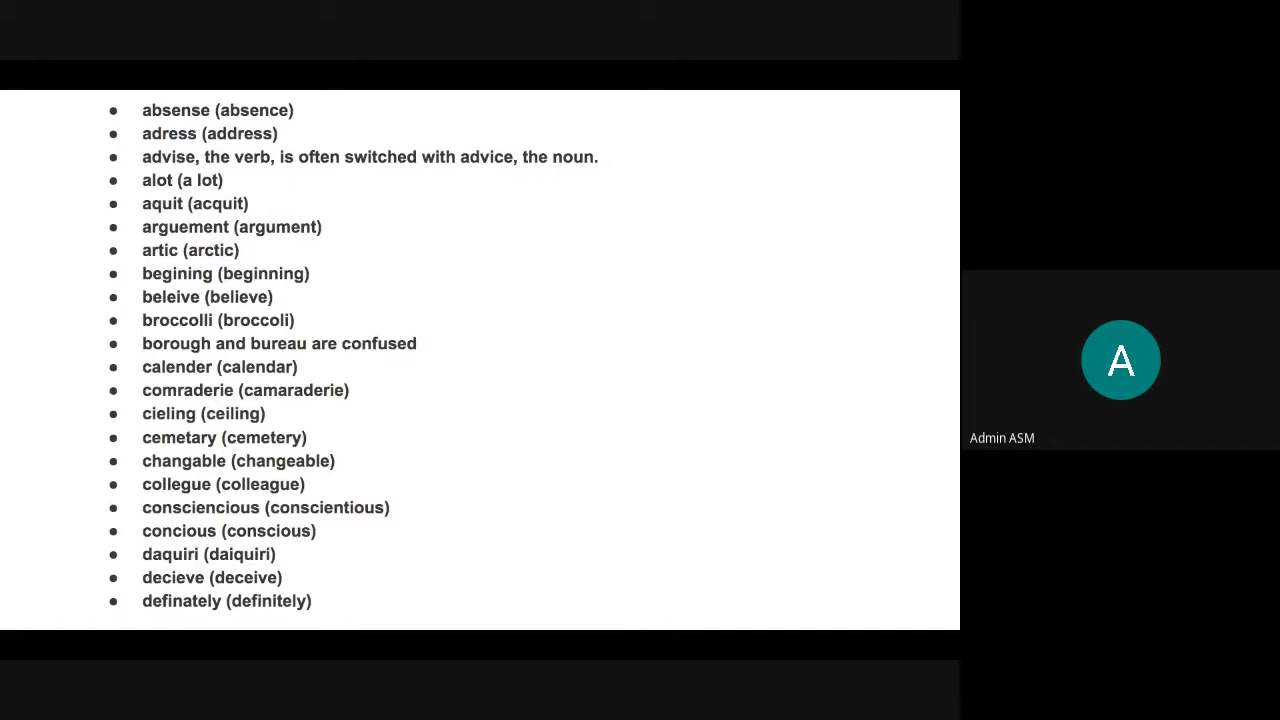 ● absense (absence)
● adress (address)
● advise, the verb, is often switched with advice, the noun.
● alot (a lot)
● aquit (acquit)
● arguement (argument)
● artic (arctic)
● begining (beginning)
● beleive (believe)
● broccolli (broccoli)
● borough and bureau are confused
● calender (calendar)
● comraderie (camaraderie)
● cieling (ceiling)
● cemetary (cemetery)
● changable (changeable)
● collegue (colleague)
● consciencious (conscientious)
● concious (conscious)
● daquiri (daiquiri)
● decieve (deceive)
● definately (definitely)
A
Admin ASM